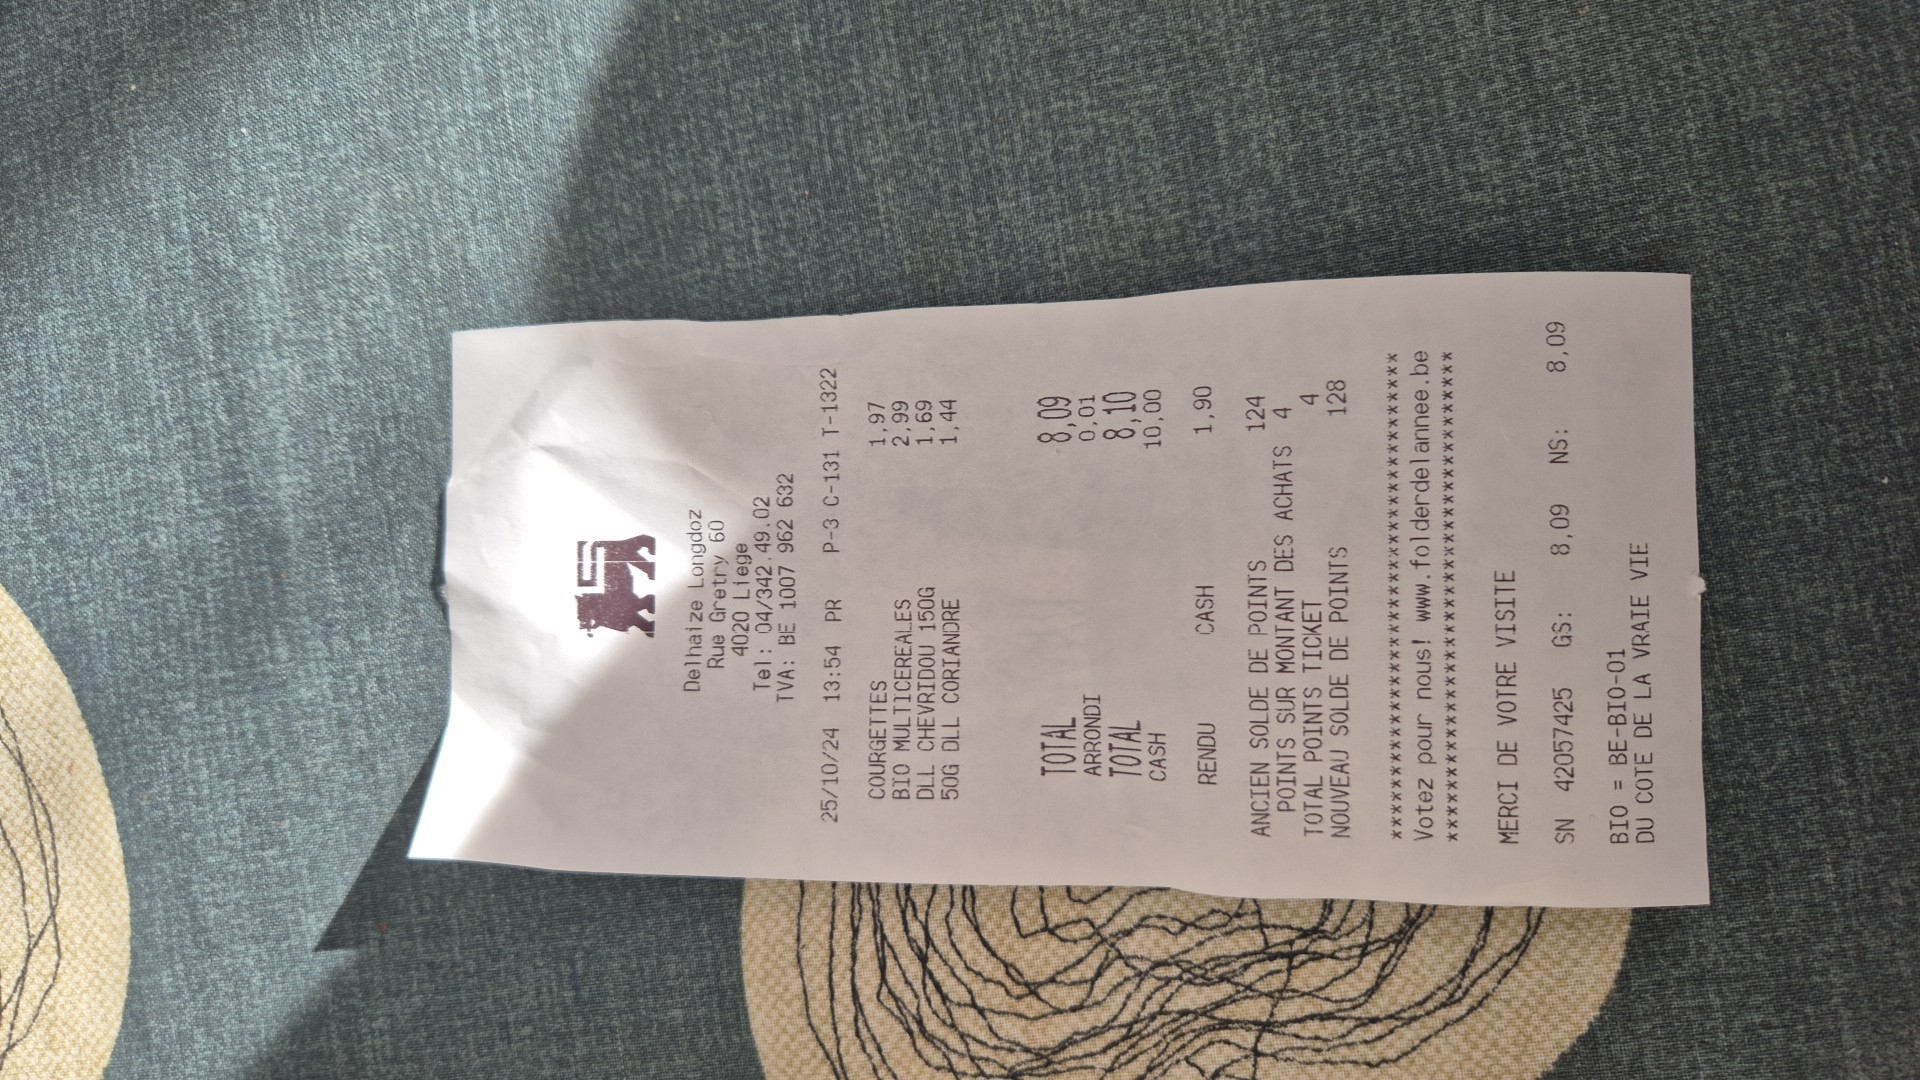 Delhaize Longdoz
Rue Gretry 60
4020 Liege
Tel: 04/342.49.02
TVA: BE 1007 962 632
25/10/24 13:54 PR P-3 C-131 T-1322
COURGETTES 1,97
BIO MULTICEREALES 2,99
DLL CHEVRIDOU 150G 1,69
50G DLL CORIANDRE 1,44
TOTAL 8,09
ARRONDI 0,01
TOTAL 8,10
CASH 10,00
RENDU CASH 1,90
ANCIEN SOLDE DE POINTS 124
POINTS SUR MONTANT DES ACHATS 4
TOTAL POINTS TICKET 4
NOUVEAU SOLDE DE POINTS 128
******************************************
Votez pour nous! www.folderdelannee.be
******************************************
MERCI DE VOTRE VISITE
SN 42057425 GS: 8,09 NS: 8,09
BIO = BE-BIO-01
DU COTE DE LA VRAIE VIE